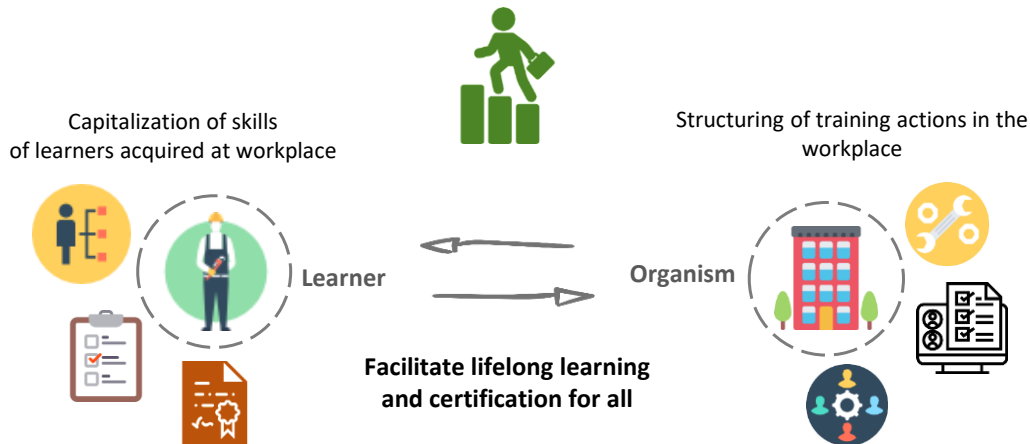 Capitalization of skills
of learners acquired at workplace
Structuring of training actions in the
workplace
Learner
Organism
Facilitate lifelong learning
and certification for all